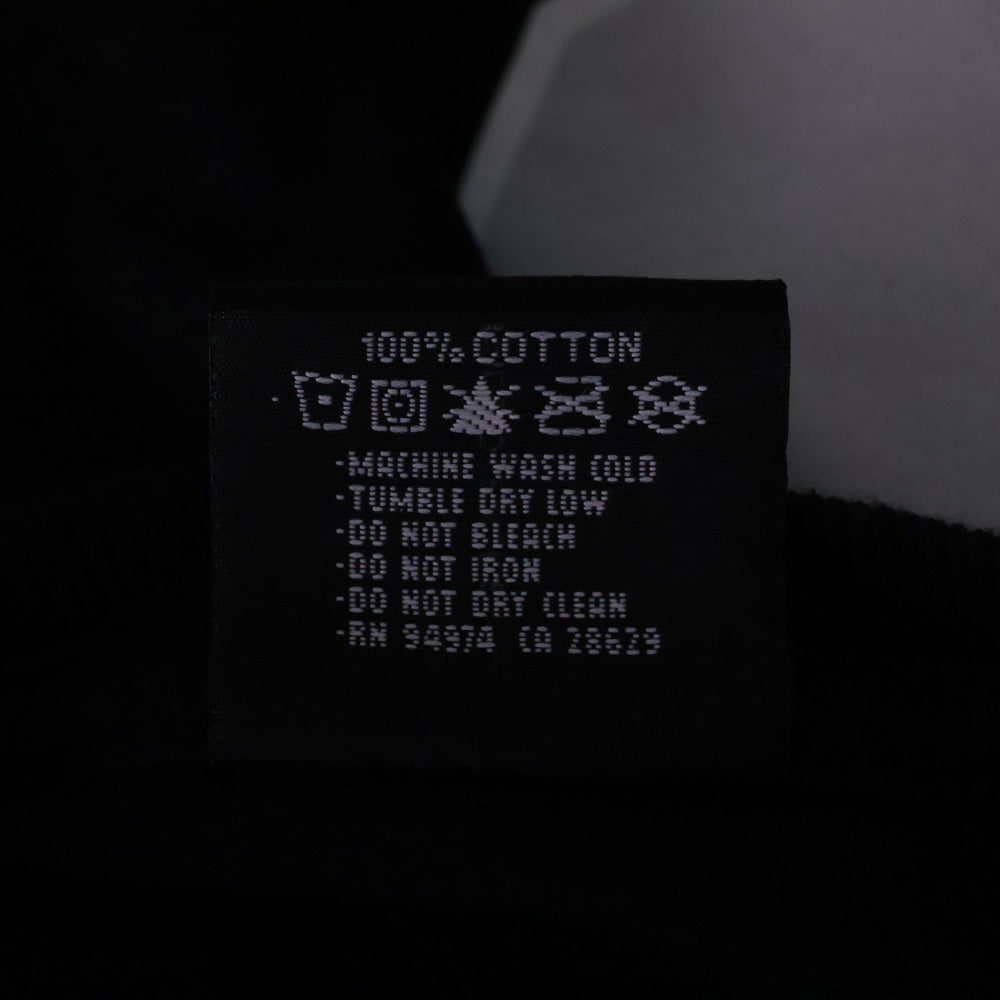 100% COTTON
-MACHINE WASH COLD
-TUMBLE DRY LOW
-DO NOT BLEACH
-DO NOT IRON
-DO NOT DRY CLEAN
-RN 94974 CA 28629